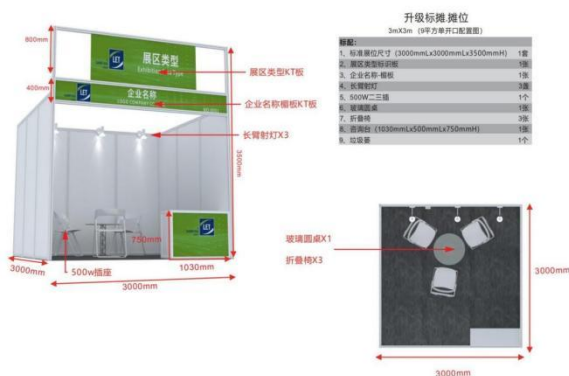 升级标摊.摊位
3mX3m（9平方单开口配置图）
标配：
1、标准展位尺寸（3000mmLx3000mmLx3500mmH） 1套
2、展区类型标识板 1张
3、企业名称-楣板 1张
4、长臂射灯 3盏
5、500W二三插 1个
6、玻璃圆桌 1张
7、折叠椅 3张
8、咨询台（1030mmLx500mmLx750mmH） 1张
9、垃圾篓 1个
800mm
LET
展区类型
展区类型KT板
400mm
LET
企业名称
企业名称楣板KT板
长臂射灯X3
3500mm
LET
750mm
1030mm
3000mm
500w插座
3000mm
玻璃圆桌X1
折叠椅X3
3000mm
3000mm